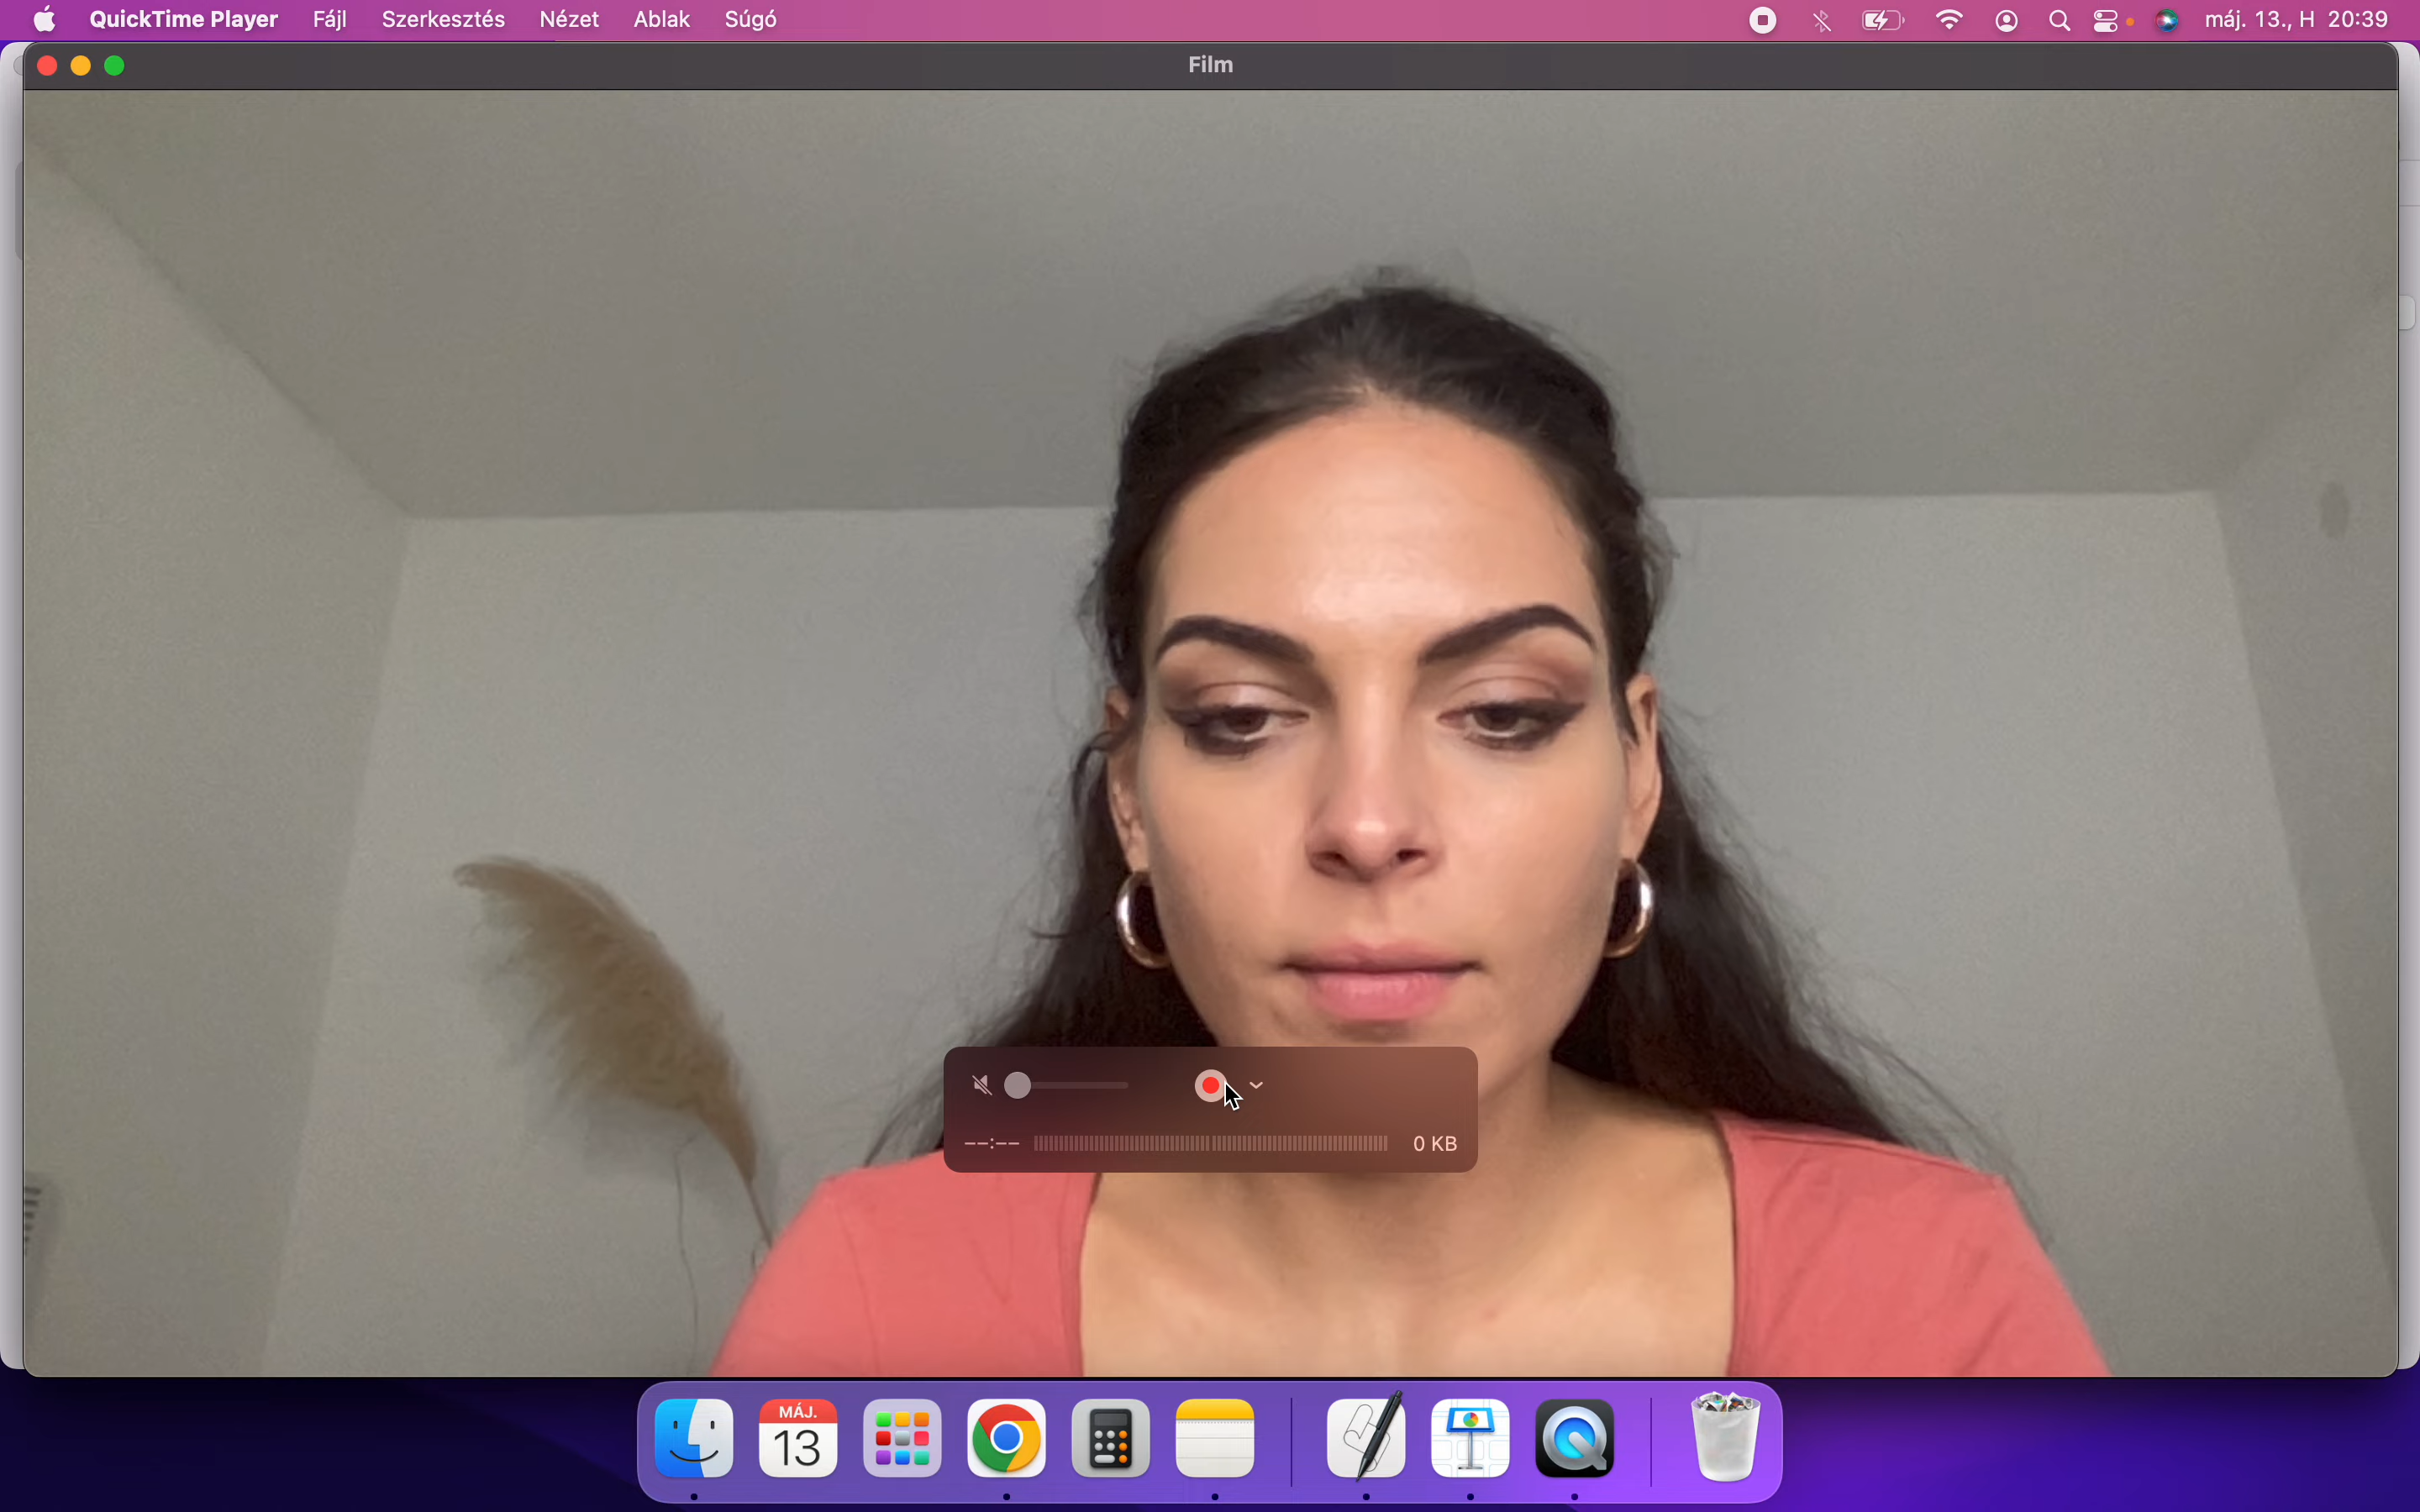 QuickTime Player Fájl Szerkesztés Nézet Ablak Súgó máj. 13., H 20:39
Film
--:-- 0 KB
MÁJ.
13